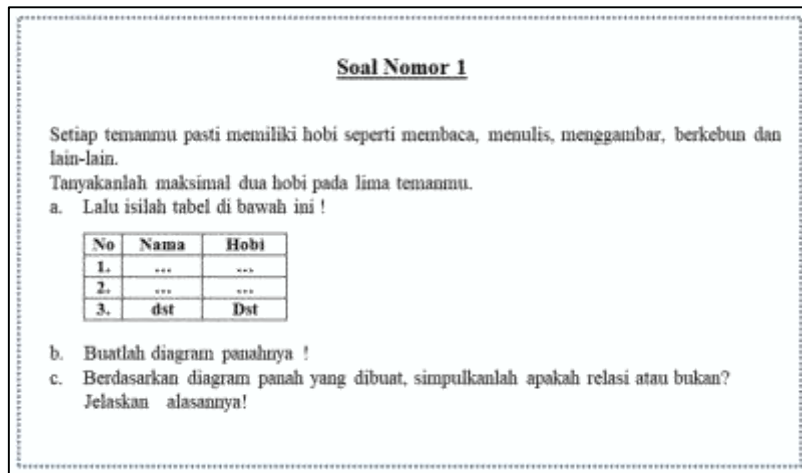 Soal Nomor 1
Setiap temanmu pasti memiliki hobi seperti membaca, menulis, menggambar, berkebun dan
lain-lain.
Tanyakanlah maksimal dua hobi pada lima temanmu.
a. Lalu isilah tabel di bawah ini !
No Nama Hobi
1. ... ...
2. ... ...
3. dst Dst
b. Buatlah diagram panahnya !
c. Berdasarkan diagram panah yang dibuat, simpulkanlah apakah relasi atau bukan?
Jelaskan alasannya!